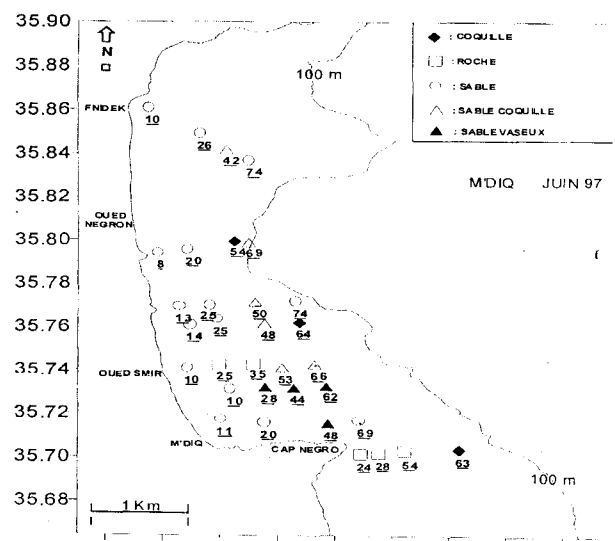 35.90
35.88
35.86
35.84
35.82
35.80
35.78
35.76
35.74
35.72
35.70
35.68
N
100 m
: COQUILLE
: ROCHE
: SABLE
: SABLE COQUILLE
: SABLE VASEUX
M'DIQ JUIN 97
FNIDEK
10
26
42
74
OUED
NEGRON
8
20
54
69
13
14
25
25
50
48
74
64
OUED SMIR
10
25
35
53
66
10
28
44
62
M'DIQ
11
20
48
69
CAP NEGRO
24
28
54
63
100 m
1 Km